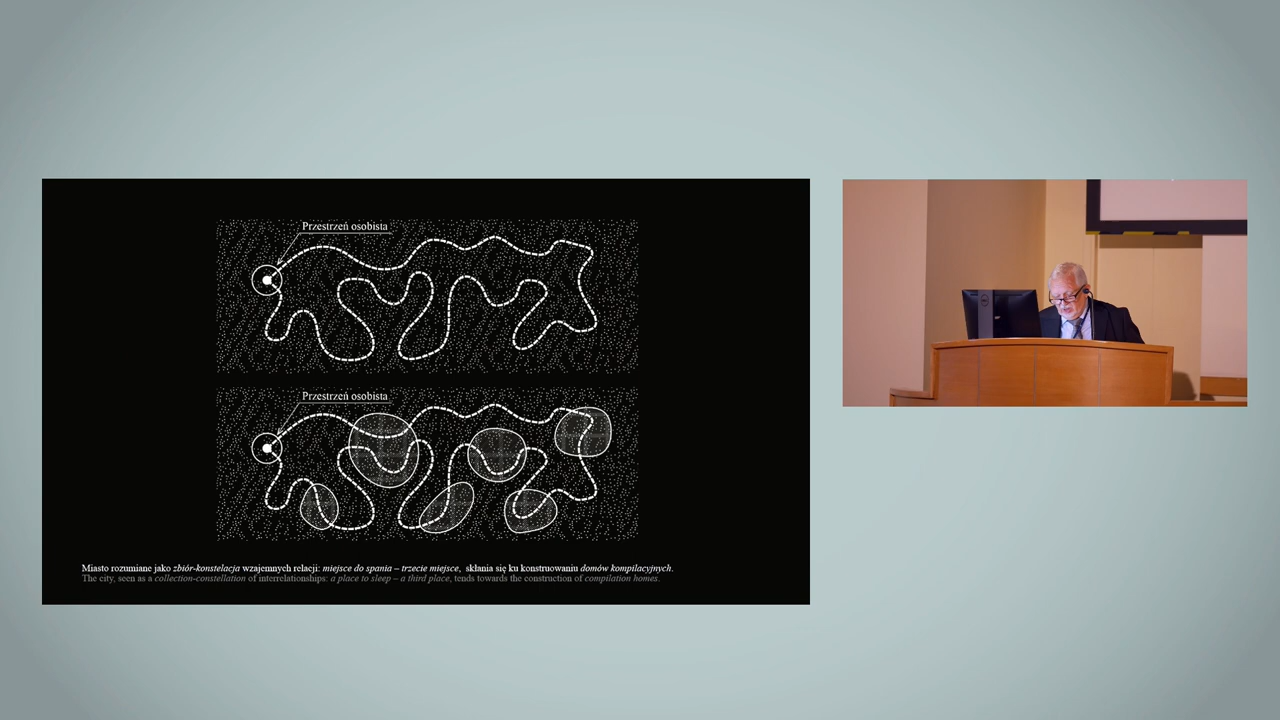 Przestrzeń osobista
Przestrzeń osobista
Miasto rozumiane jako zbiór-konstelacja wzajemnych relacji: miejsce do spania – trzecie miejsce, skłania się ku konstruowaniu domów kompilacyjnych.
The city, seen as a collection-constellation of interrelationships: a place to sleep – a third place, tends towards the construction of compilation homes.